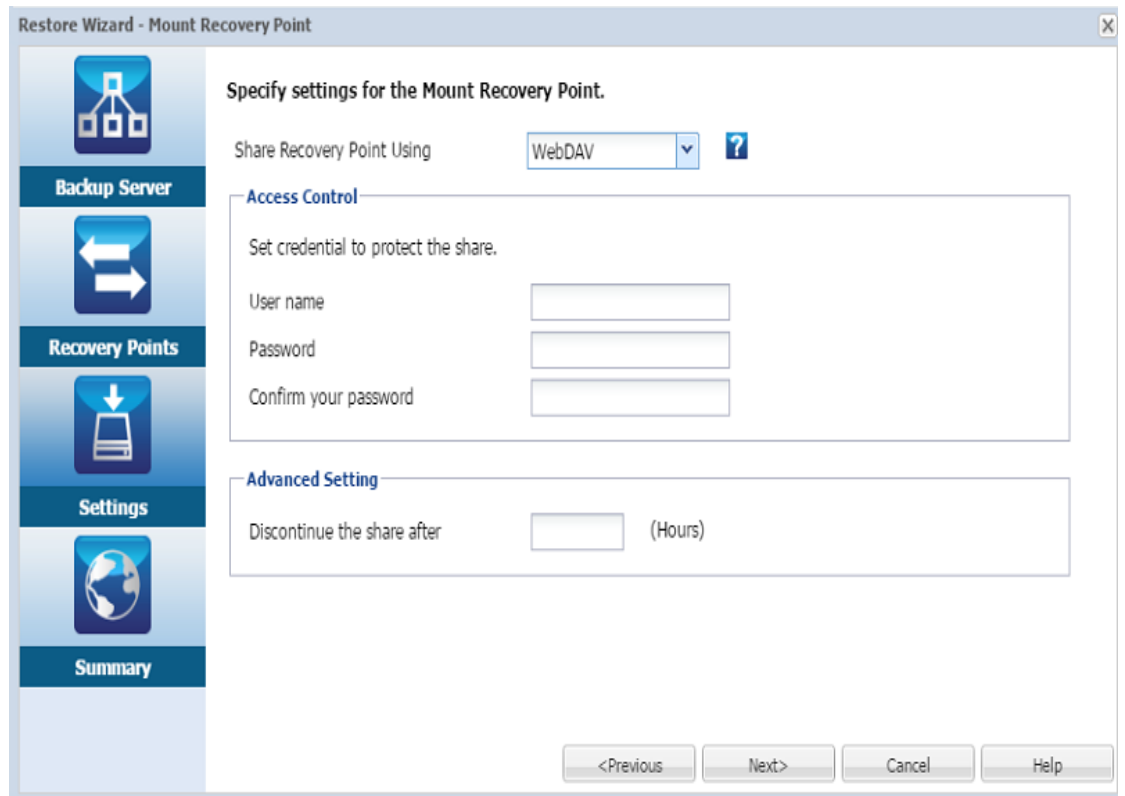 Restore Wizard - Mount Recovery Point
Backup Server
Recovery Points
Settings
Summary
Specify settings for the Mount Recovery Point.
Share Recovery Point Using WebDAV ?
Access Control
Set credential to protect the share.
User name
Password
Confirm your password
Advanced Setting
Discontinue the share after (Hours)
<Previous Next> Cancel Help